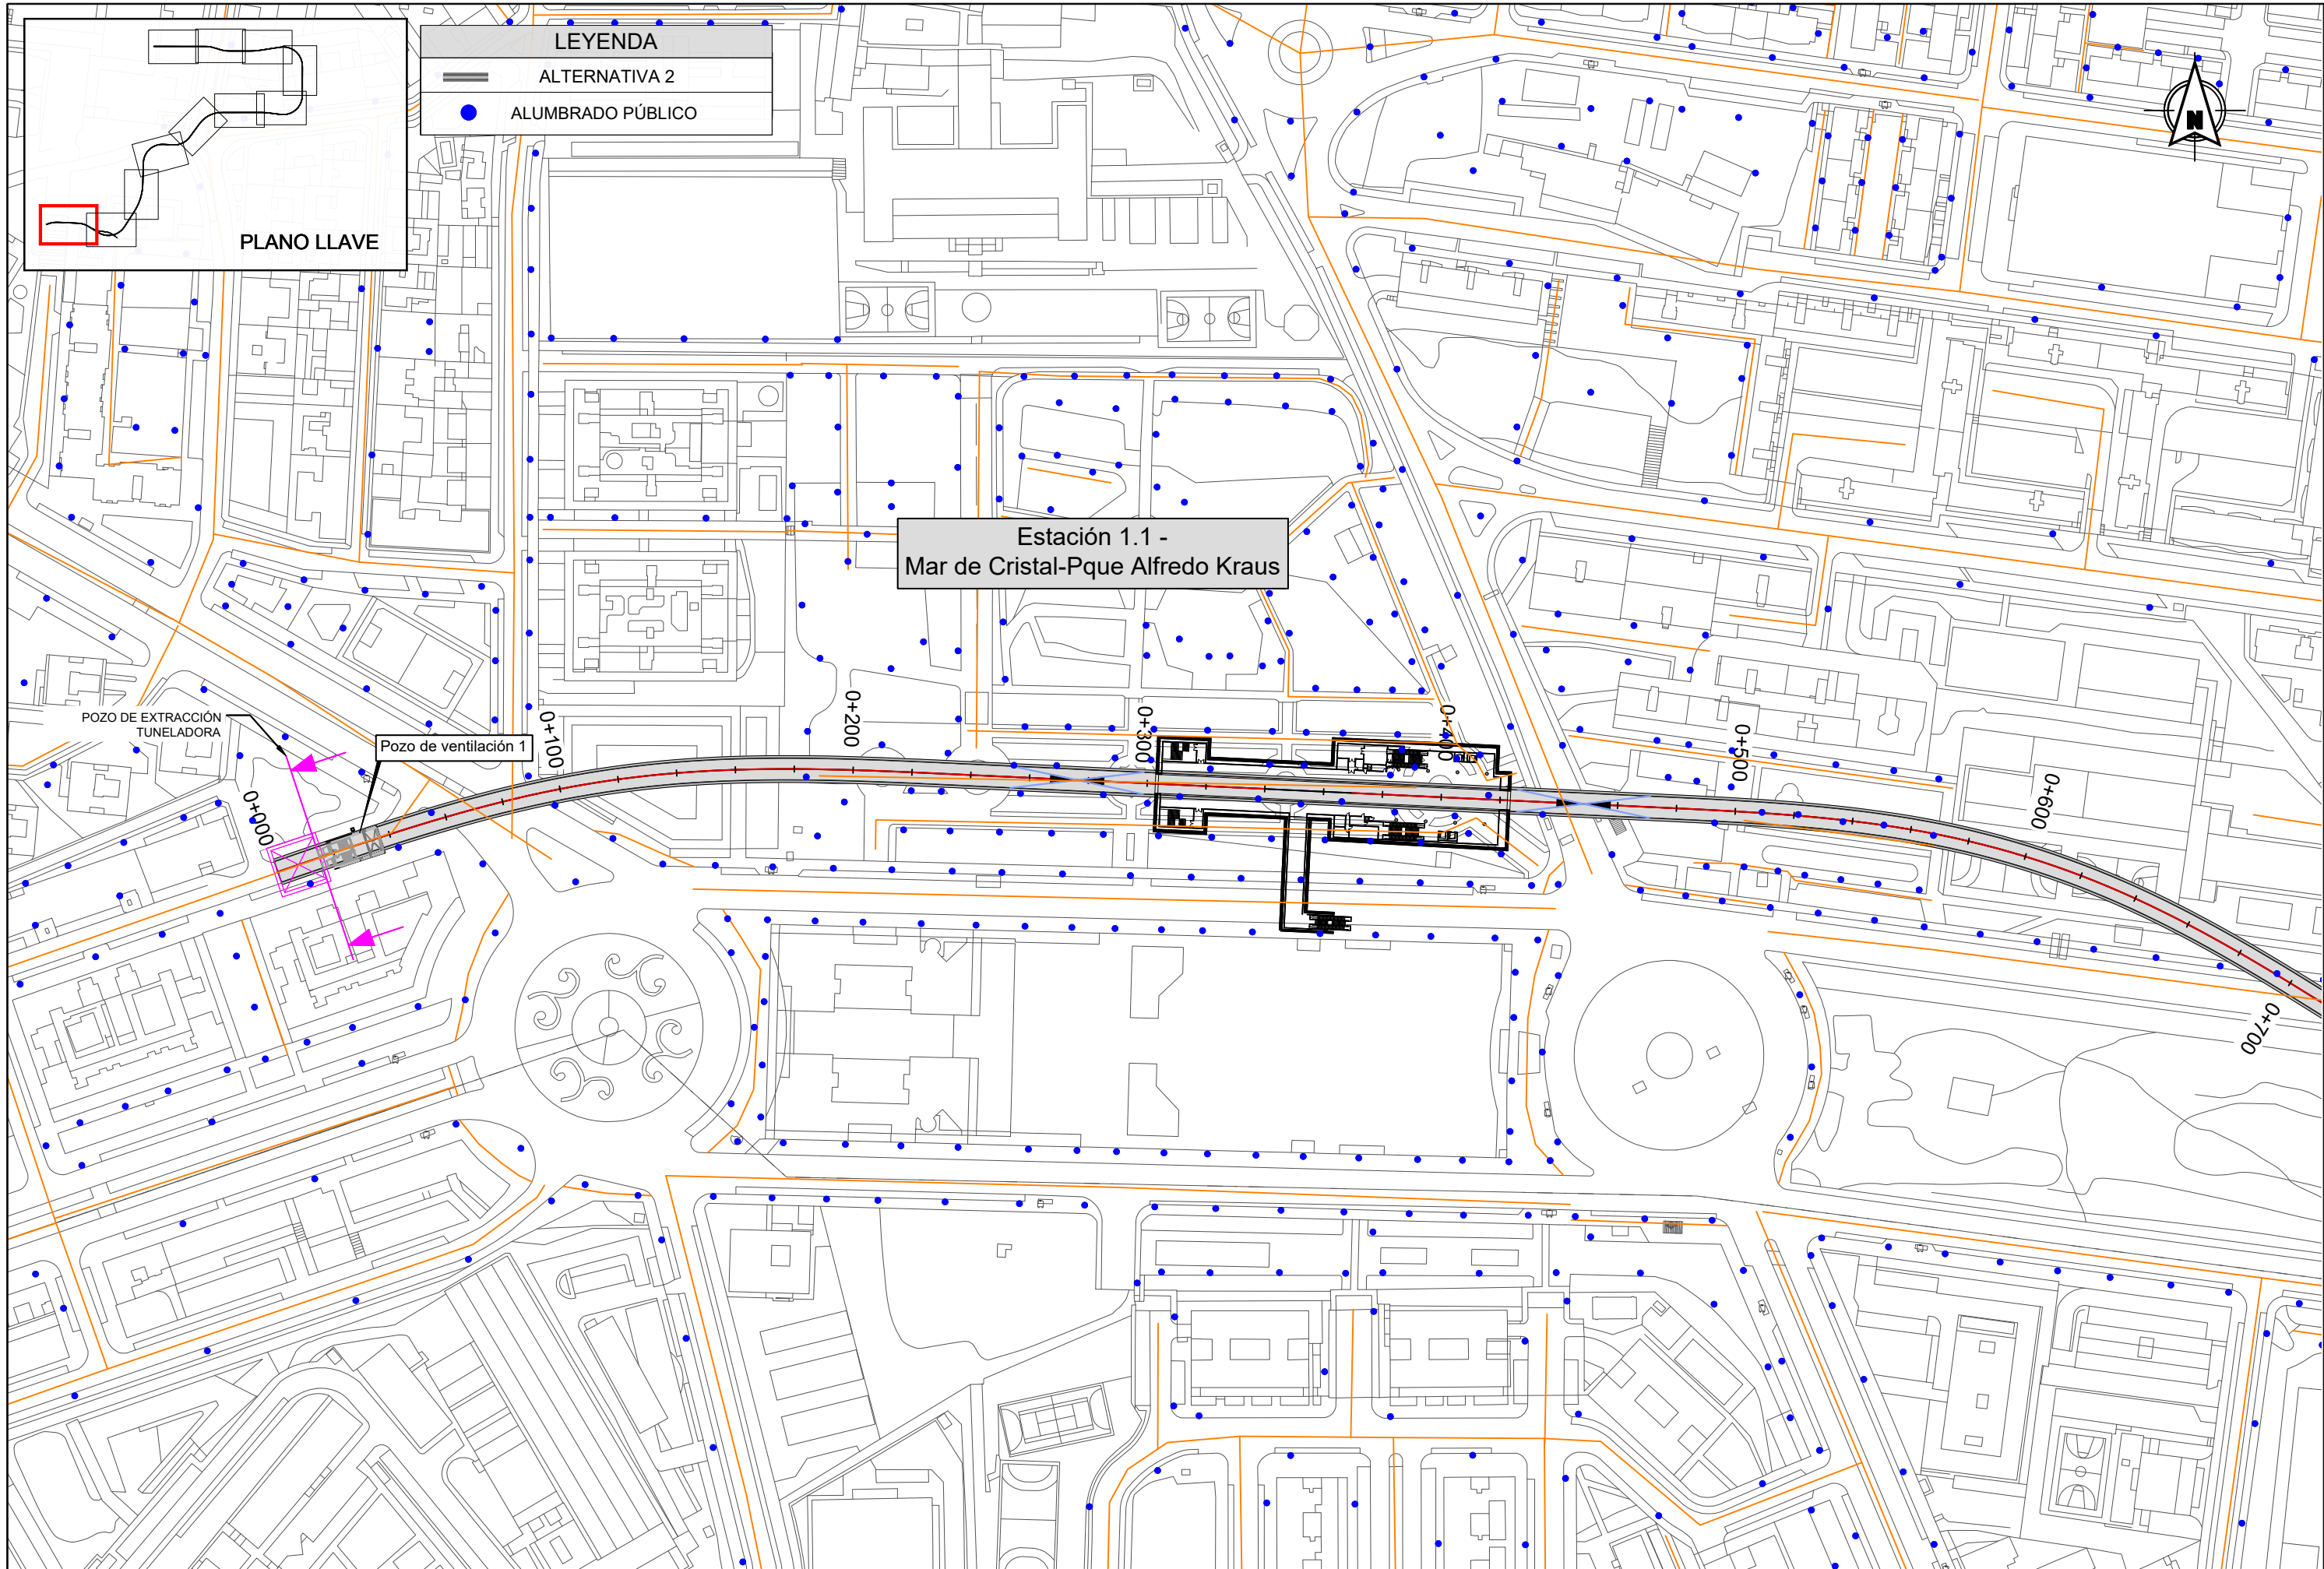 LEYENDA
ALTERNATIVA 2
ALUMBRADO PÚBLICO
PLANO LLAVE
N
Estación 1.1 -
Mar de Cristal-Pque Alfredo Kraus
POZO DE EXTRACCIÓN
TUNELADORA
Pozo de ventilación 1
0+000
0+100
0+200
0+300
0+400
0+500
0+600
0+700